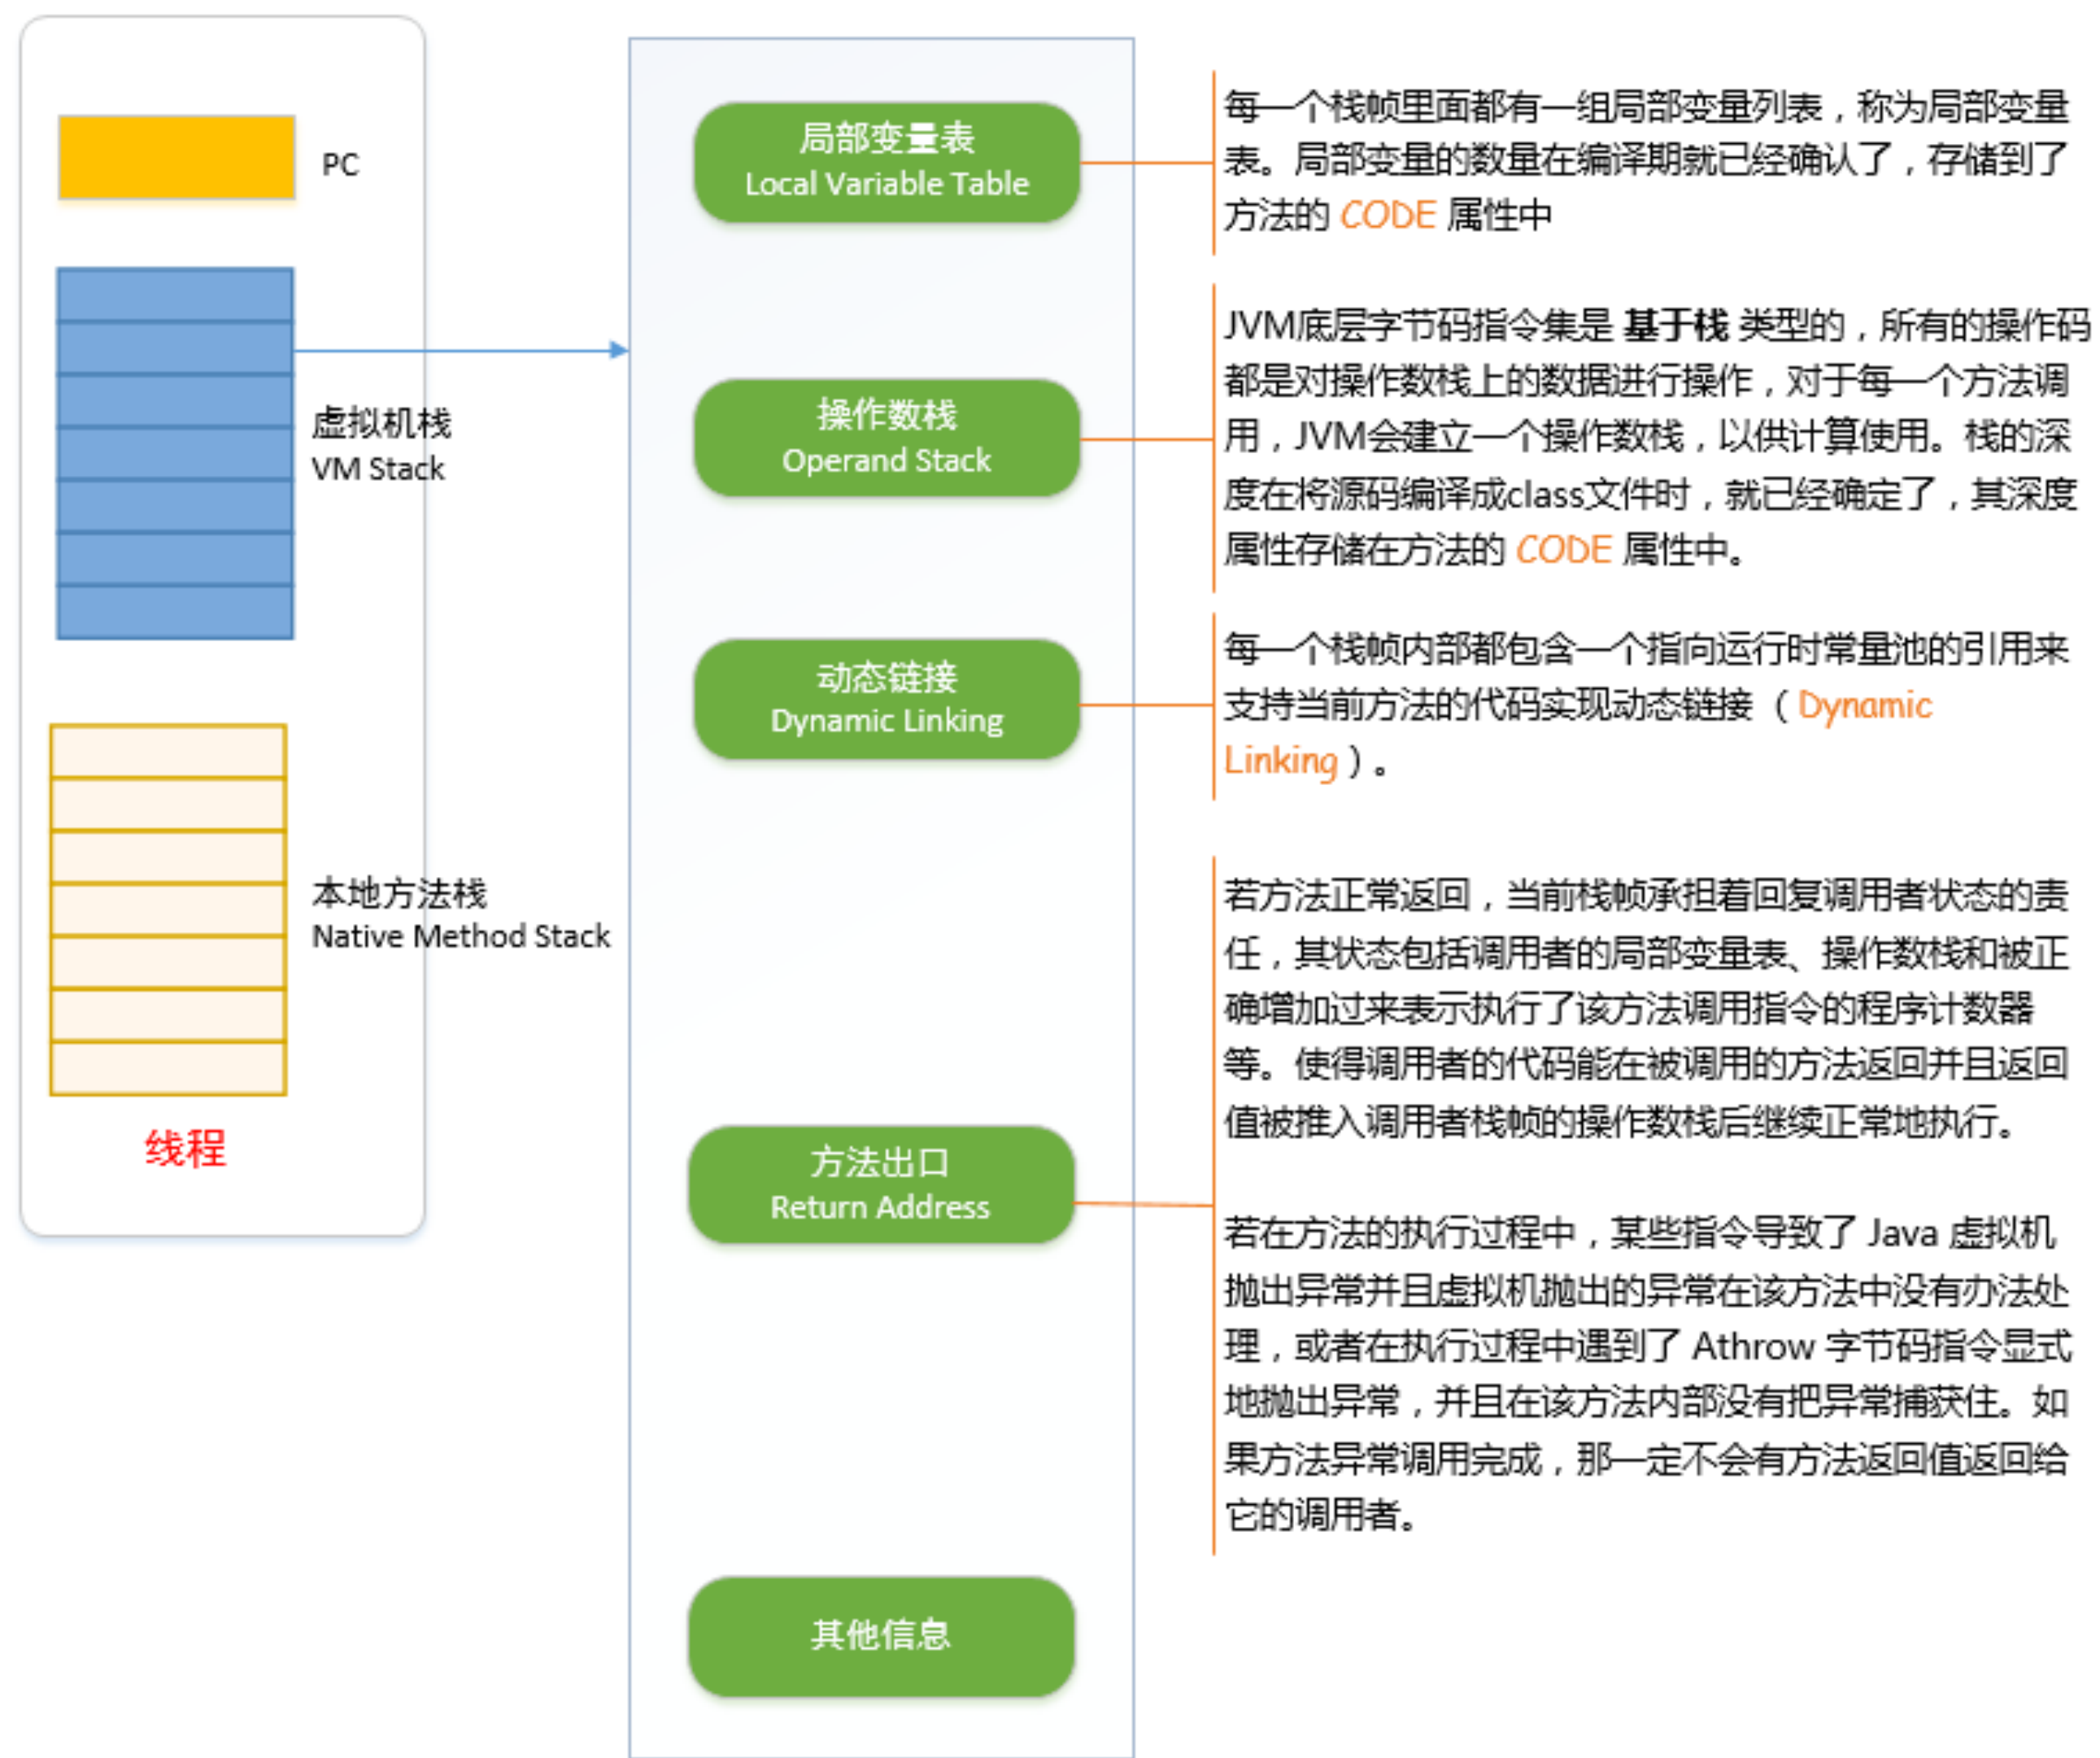 PC
虚拟机栈
VM Stack
本地方法栈
Native Method Stack
线程
局部变量表
Local Variable Table
每一个栈帧里面都有一组局部变量列表，称为局部变量
表。局部变量的数量在编译期就已经确认了，存储到了
方法的 CODE 属性中
操作数栈
Operand Stack
JVM底层字节码指令集是 基于栈 类型的，所有的操作码
都是对操作数栈上的数据进行操作，对于每一个方法调
用，JVM会建立一个操作数栈，以供计算使用。栈的深
度在将源码编译成class文件时，就已经确定了，其深度
属性存储在方法的 CODE 属性中。
动态链接
Dynamic Linking
每一个栈帧内部都包含一个指向运行时常量池的引用来
支持当前方法的代码实现动态链接（Dynamic
Linking）。
方法出口
Return Address
若方法正常返回，当前栈帧承担着回复调用者状态的责
任，其状态包括调用者的局部变量表、操作数栈和被正
确增加过来表示执行了该方法调用指令的程序计数器
等。使得调用者的代码能在被调用的方法返回并且返回
值被推入调用者栈帧的操作数栈后继续正常地执行。
若在方法的执行过程中，某些指令导致了 Java 虚拟机
抛出异常并且虚拟机抛出的异常在该方法中没有办法处
理，或者在执行过程中遇到了 Athrow 字节码指令显式
地抛出异常，并且在该方法内部没有把异常捕获住。如
果方法异常调用完成，那一定不会有方法返回值返回给
它的调用者。
其他信息